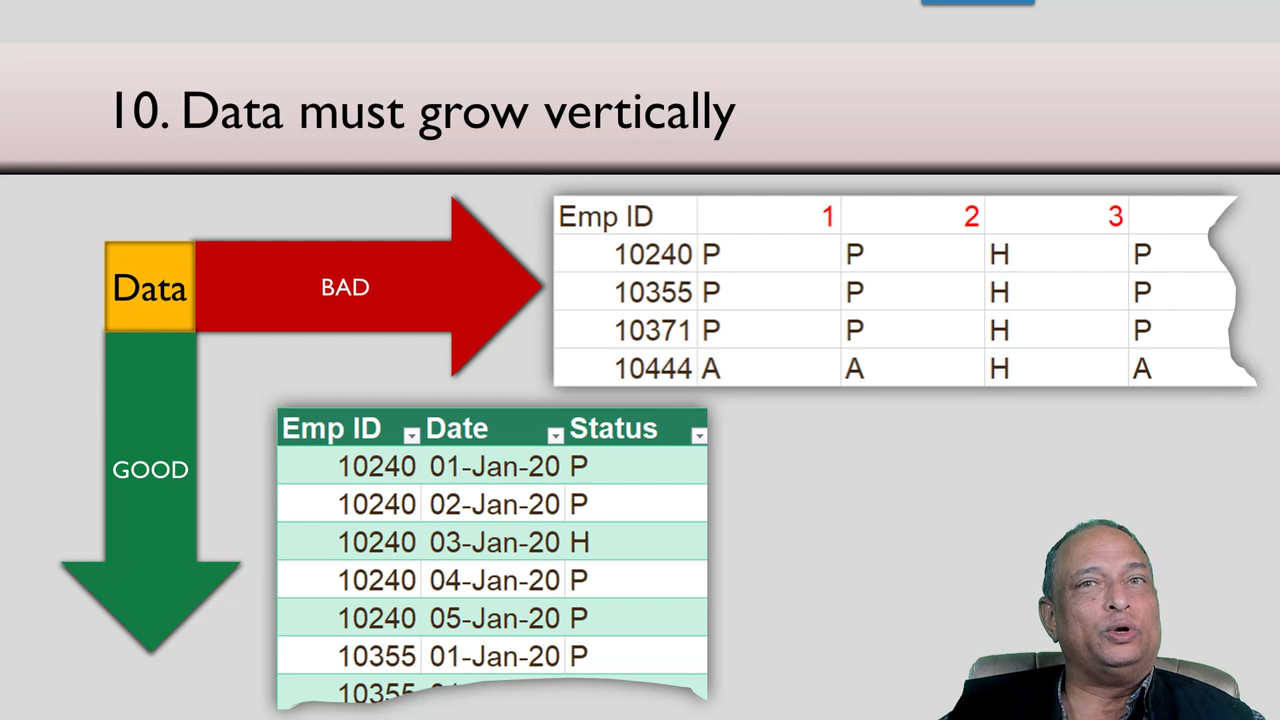 10. Data must grow vertically
Data
BAD
GOOD
Emp ID 1 2 3
10240 P P H P
10355 P P H P
10371 P P H P
10444 A A H A
Emp ID Date Status
10240 01-Jan-20 P
10240 02-Jan-20 P
10240 03-Jan-20 H
10240 04-Jan-20 P
10240 05-Jan-20 P
10355 01-Jan-20 P
10355